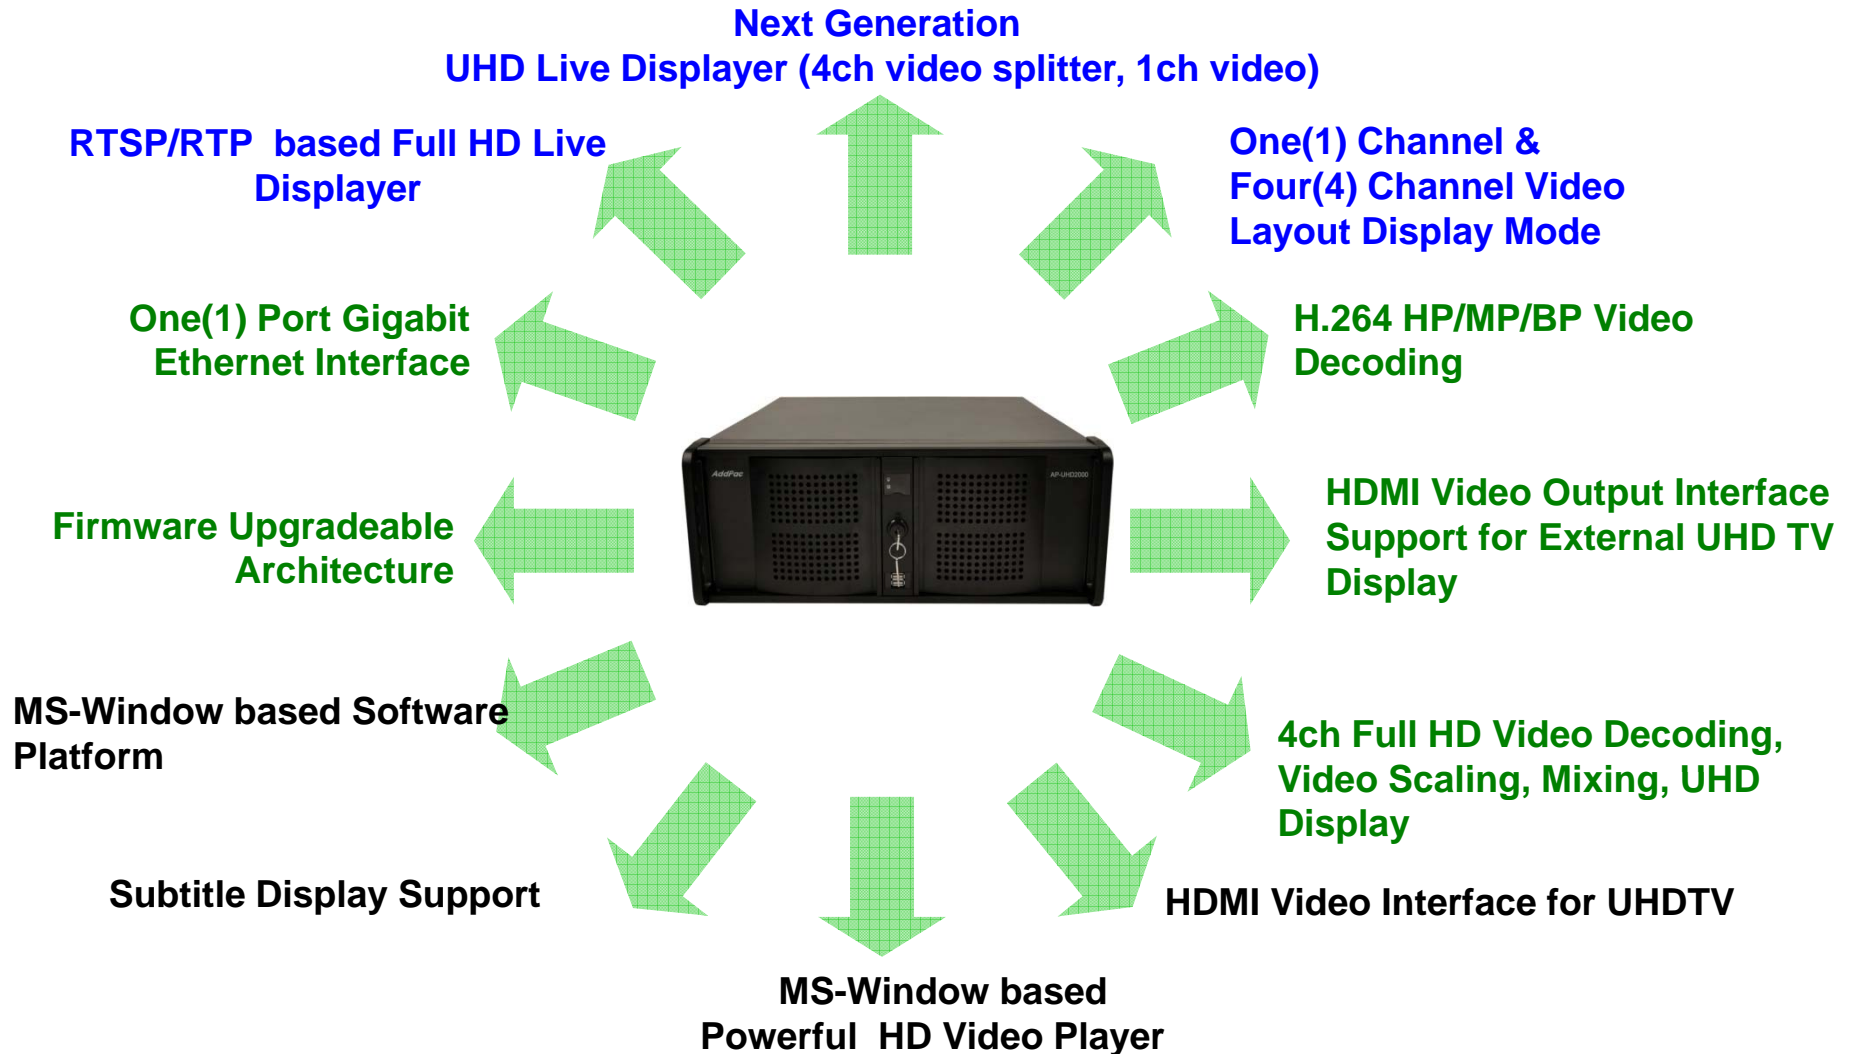 Next Generation
UHD Live Displayer (4ch video splitter, 1ch video)
RTSP/RTP based Full HD Live
Displayer
One(1) Channel &
Four(4) Channel Video
Layout Display Mode
One(1) Port Gigabit
Ethernet Interface
H.264 HP/MP/BP Video
Decoding
AddPac
AP-UHD2000
Firmware Upgradeable
Architecture
HDMI Video Output Interface
Support for External UHD TV
Display
MS-Window based Software
Platform
4ch Full HD Video Decoding,
Video Scaling, Mixing, UHD
Display
Subtitle Display Support
HDMI Video Interface for UHDTV
MS-Window based
Powerful HD Video Player